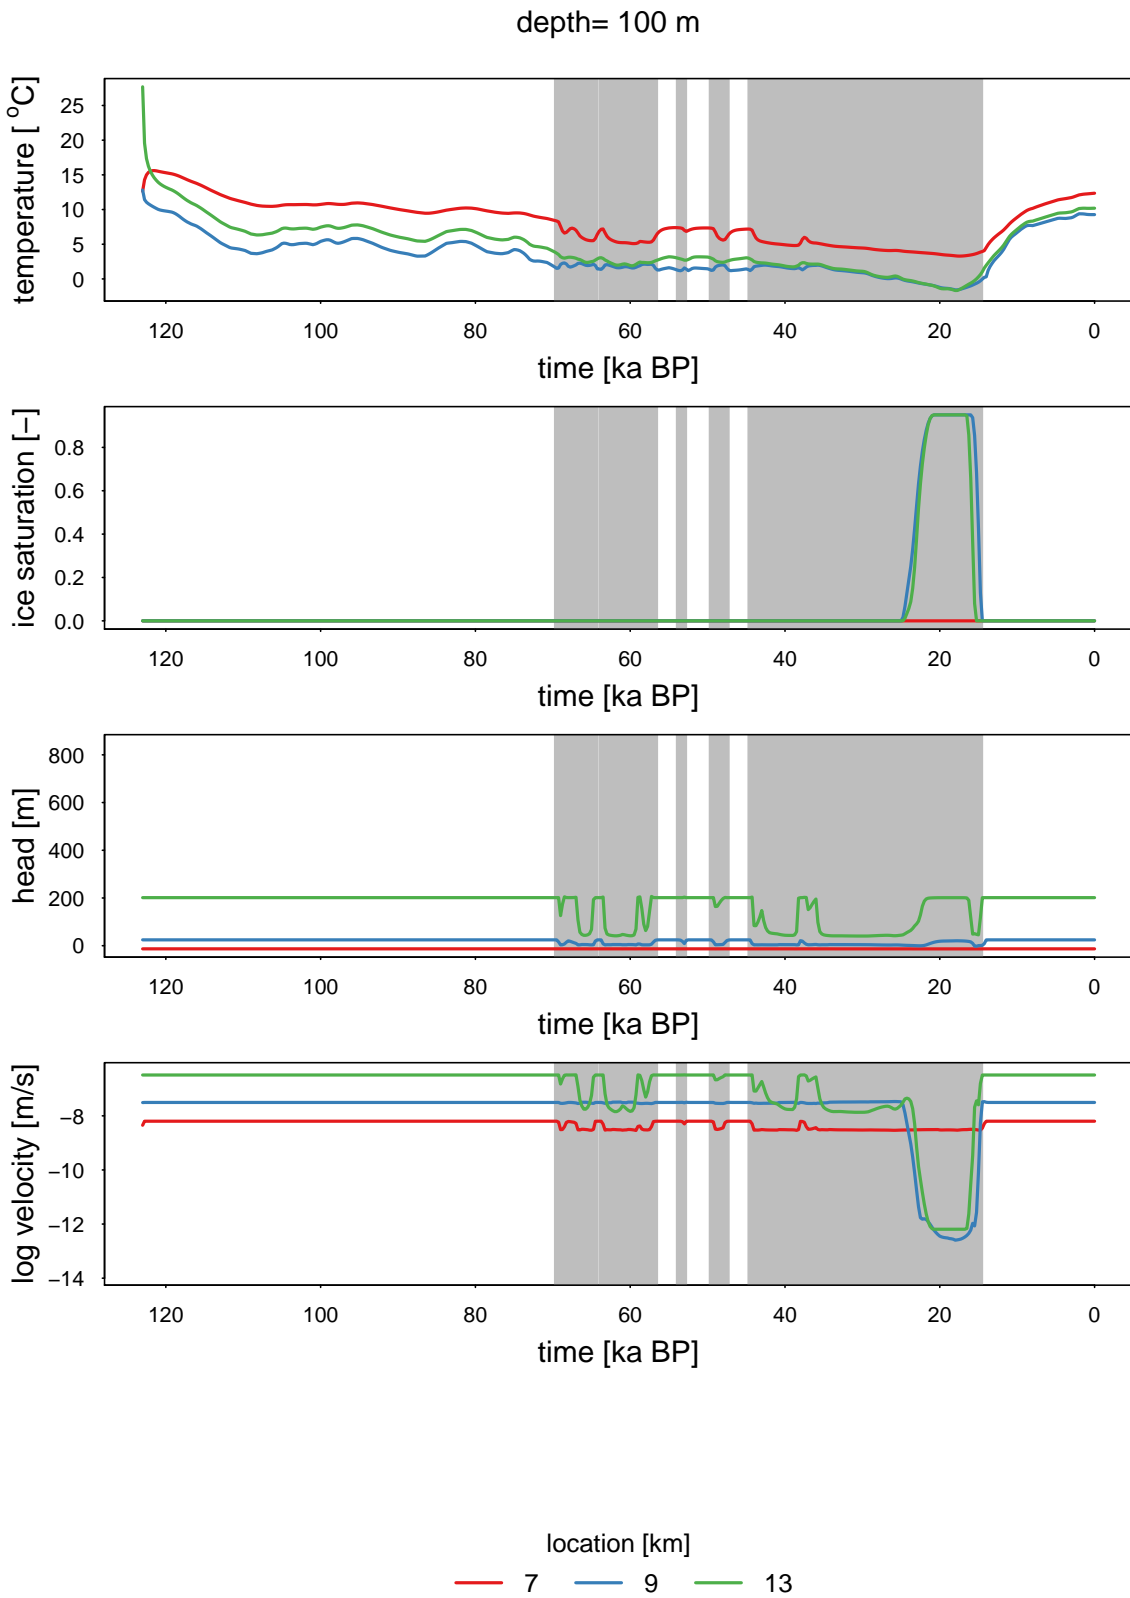 depth= 100 m
temperature [ °C]
25
20
15
10
5
0
120 100 80 60 40 20 0
time [ka BP]
ice saturation [−]
0.8
0.6
0.4
0.2
0.0
120 100 80 60 40 20 0
time [ka BP]
head [m]
800
600
400
200
0
120 100 80 60 40 20 0
time [ka BP]
log velocity [m/s]
−8
−10
−12
−14
120 100 80 60 40 20 0
time [ka BP]
location [km]
7 9 13